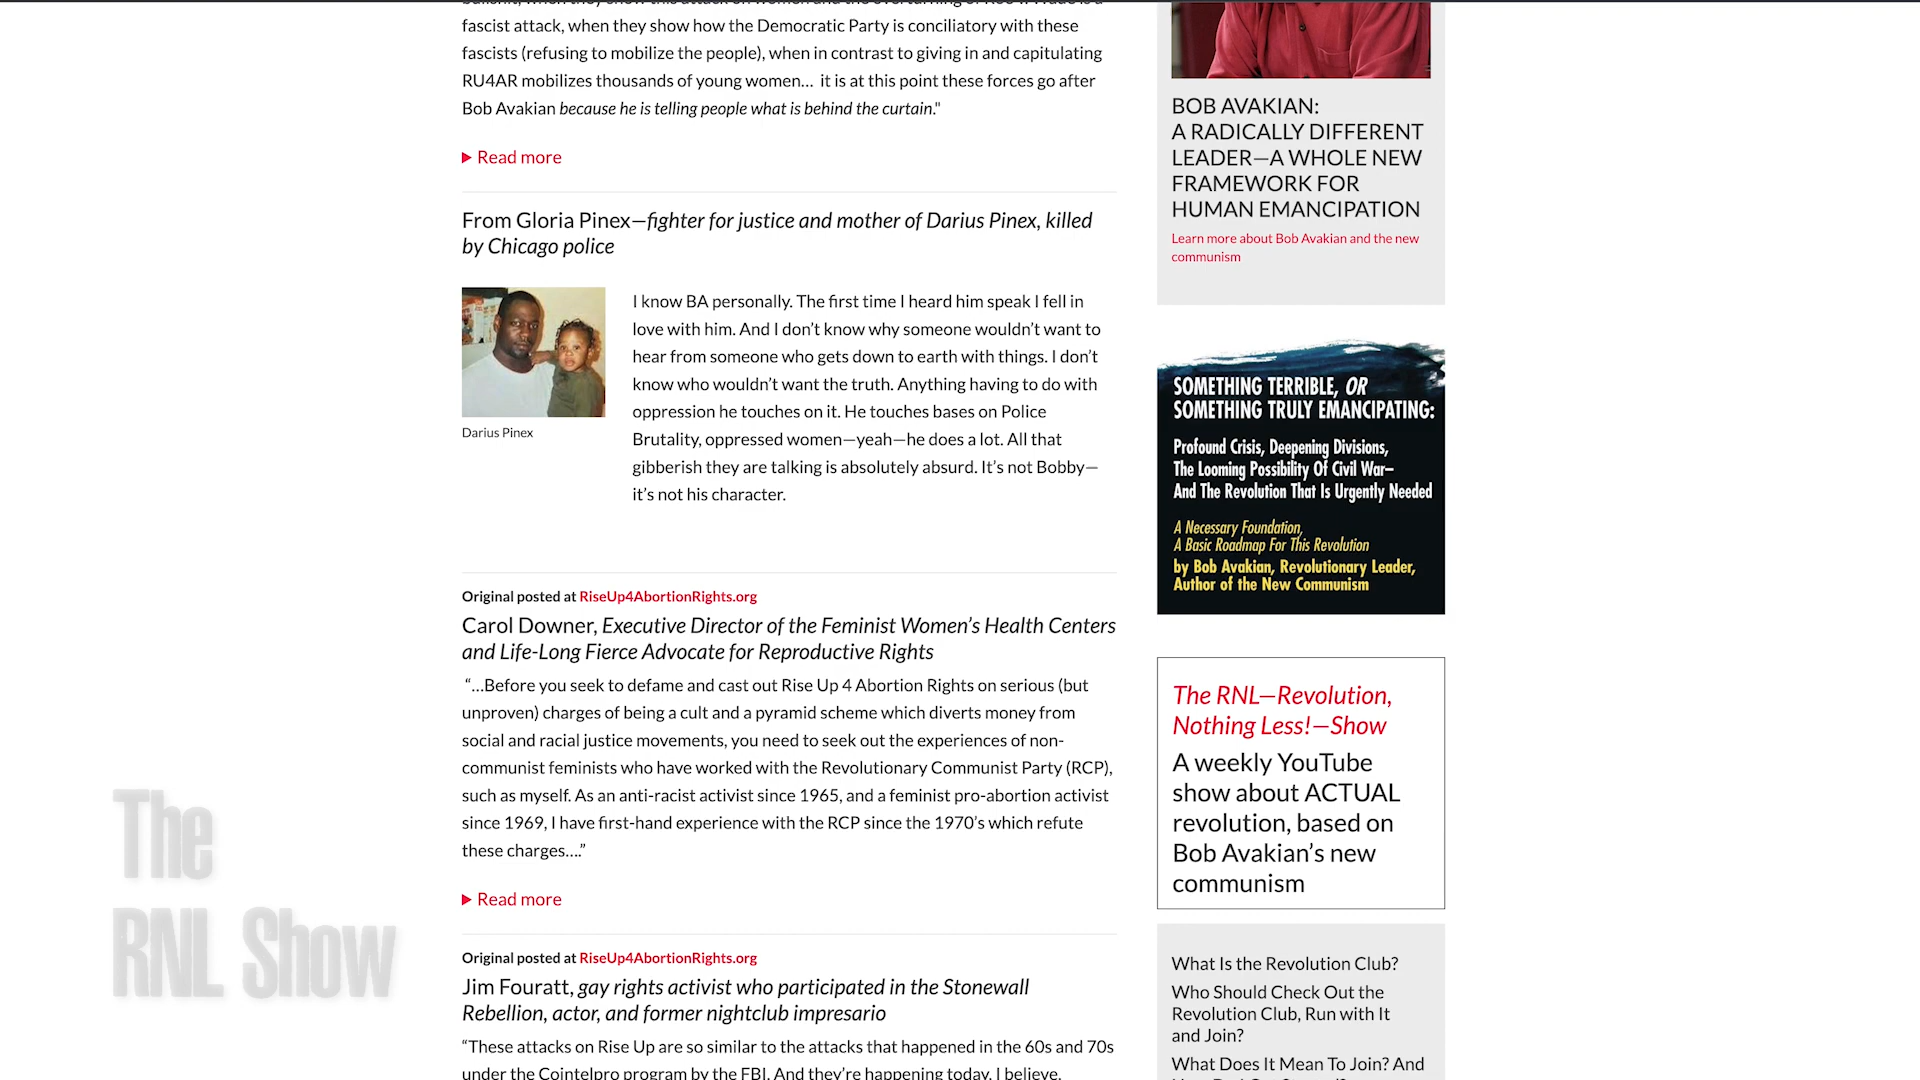 fascist attack, when they show how the Democratic Party is conciliatory with these
fascists (refusing to mobilize the people), when in contrast to giving in and capitulating
RU4AR mobilizes thousands of young women… it is at this point these forces go after
Bob Avakian because he is telling people what is behind the curtain."
Read more
From Gloria Pinex—fighter for justice and mother of Darius Pinex, killed
by Chicago police
I know BA personally. The first time I heard him speak I fell in
love with him. And I don’t know why someone wouldn’t want to
hear from someone who gets down to earth with things. I don’t
know who wouldn’t want the truth. Anything having to do with
oppression he touches on it. He touches bases on Police
Brutality, oppressed women—yeah—he does a lot. All that
gibberish they are talking is absolutely absurd. It’s not Bobby—
it’s not his character.
Darius Pinex
Original posted at RiseUp4AbortionRights.org
Carol Downer, Executive Director of the Feminist Women’s Health Centers
and Life-Long Fierce Advocate for Reproductive Rights
“…Before you seek to defame and cast out Rise Up 4 Abortion Rights on serious (but
unproven) charges of being a cult and a pyramid scheme which diverts money from
social and racial justice movements, you need to seek out the experiences of non-
communist feminists who have worked with the Revolutionary Communist Party (RCP),
such as myself. As an anti-racist activist since 1965, and a feminist pro-abortion activist
since 1969, I have first-hand experience with the RCP since the 1970’s which refute
these charges….”
Read more
Original posted at RiseUp4AbortionRights.org
Jim Fouratt, gay rights activist who participated in the Stonewall
Rebellion, actor, and former nightclub impresario
“These attacks on Rise Up are so similar to the attacks that happened in the 60s and 70s
under the Cointelpro program by the FBI. And they’re happening today, I believe,
BOB AVAKIAN:
A RADICALLY DIFFERENT
LEADER—A WHOLE NEW
FRAMEWORK FOR
HUMAN EMANCIPATION
Learn more about Bob Avakian and the new
communism
SOMETHING TERRIBLE, OR
SOMETHING TRULY EMANCIPATING:
Profound Crisis, Deepening Divisions,
The Looming Possibility Of Civil War—
And The Revolution That Is Urgently Needed
A Necessary Foundation,
A Basic Roadmap For This Revolution
by Bob Avakian, Revolutionary Leader,
Author of the New Communism
The RNL—Revolution,
Nothing Less!—Show
A weekly YouTube
show about ACTUAL
revolution, based on
Bob Avakian’s new
communism
What Is the Revolution Club?
Who Should Check Out the
Revolution Club, Run with It
and Join?
What Does It Mean To Join? And
The
RNL Show